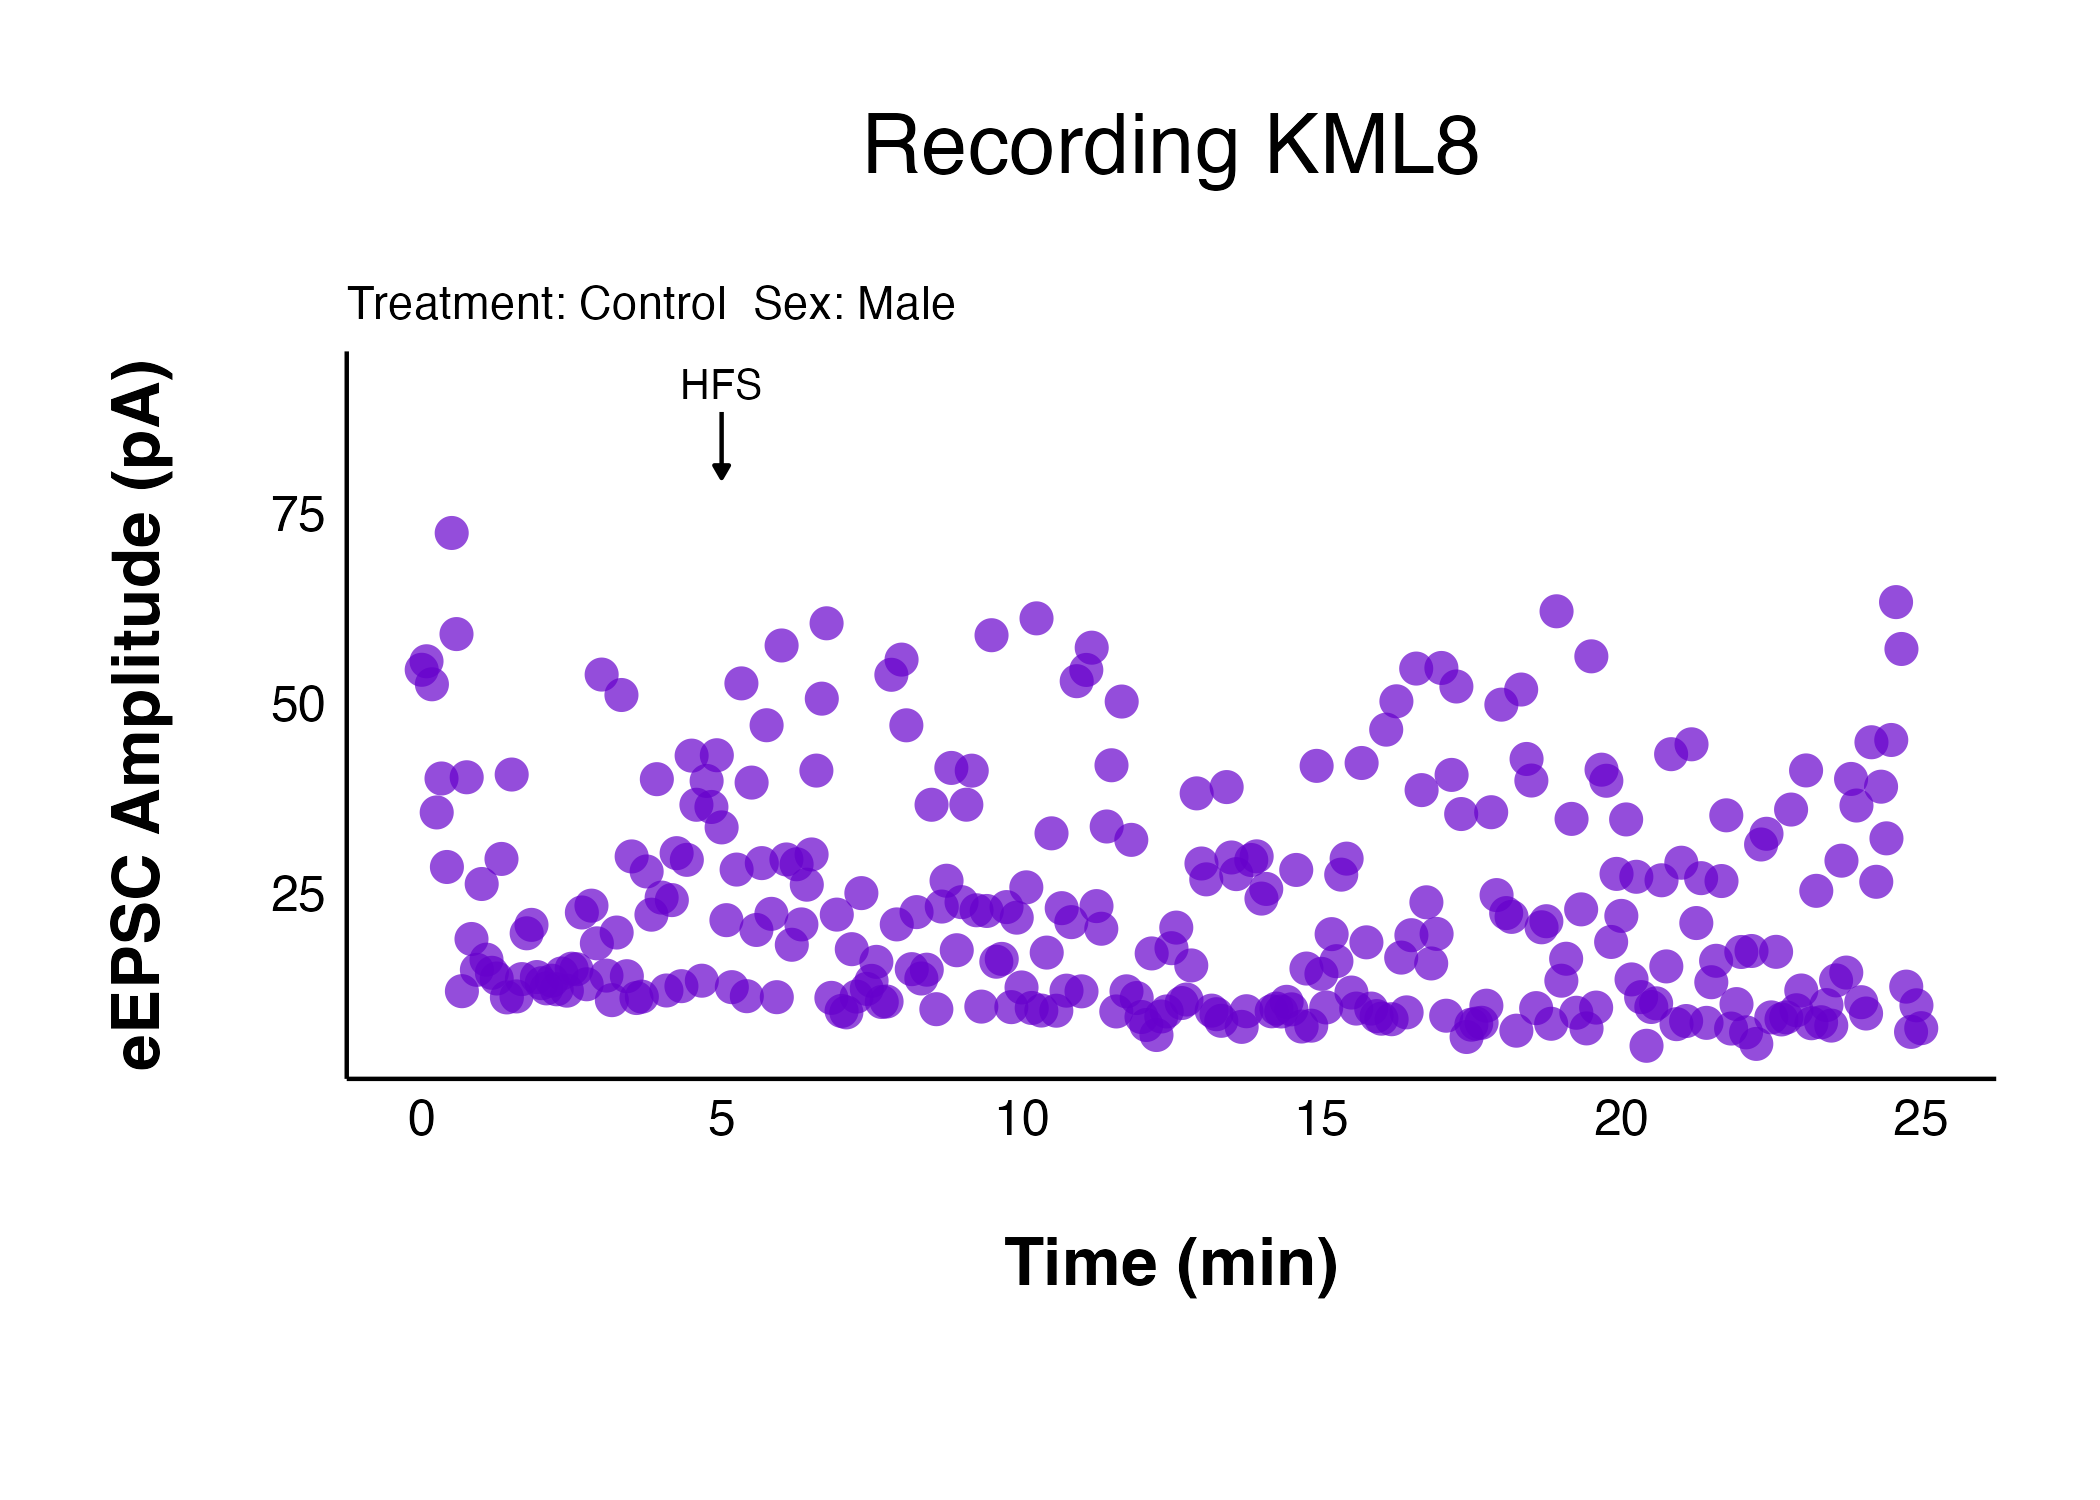 Recording KML8
Treatment: Control  Sex: Male
HFS
eEPSC Amplitude (pA)
75
50
25
0 5 10 15 20 25
Time (min)